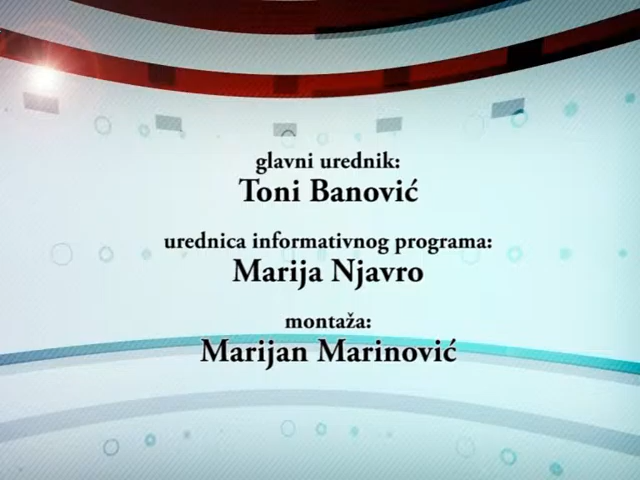 glavni urednik:
Toni Banović
urednica informativnog programa:
Marija Njavro
montaža:
Marijan Marinović